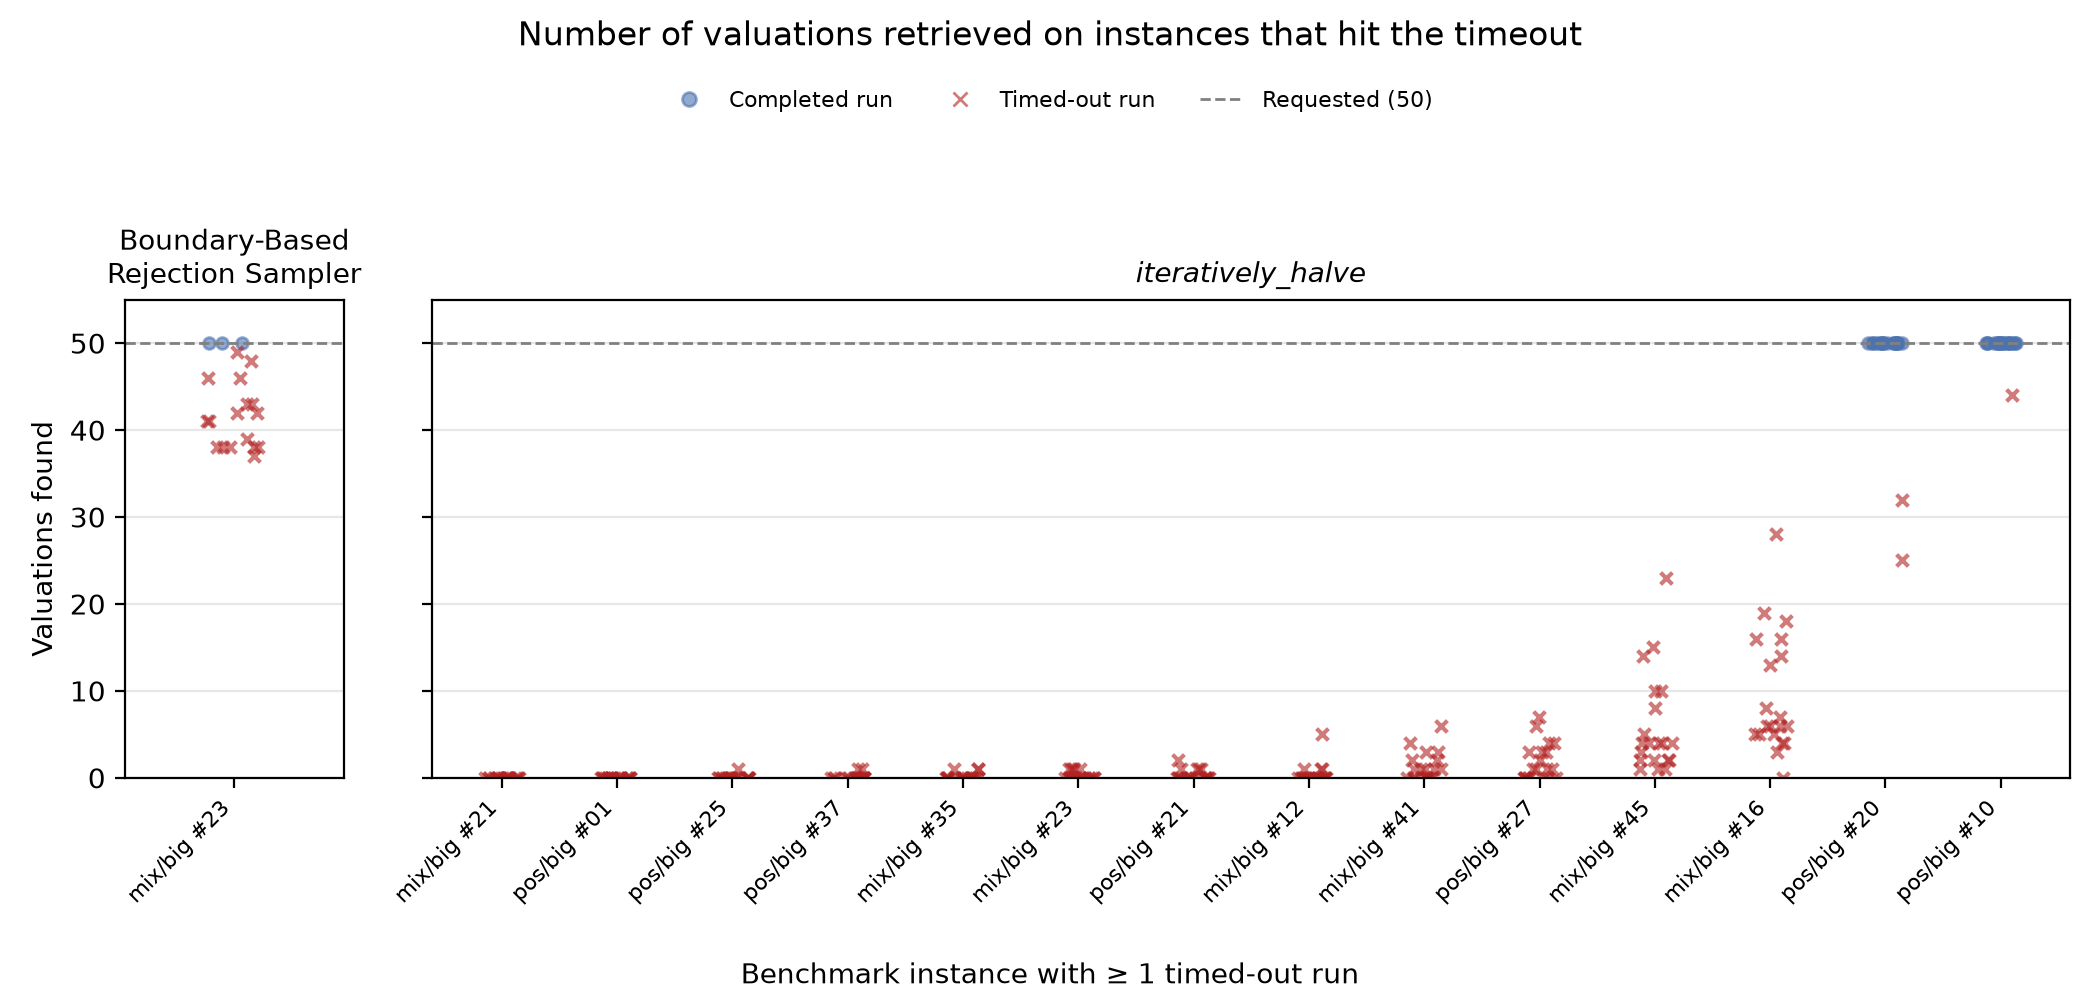 Number of valuations retrieved on instances that hit the timeout
Completed run
Timed-out run
Requested (50)
Boundary-Based
Rejection Sampler
iteratively_halve
Valuations found
50
40
30
20
10
0
mix/big #23
mix/big #21
pos/big #01
pos/big #25
pos/big #37
mix/big #35
mix/big #23
pos/big #21
mix/big #12
mix/big #41
pos/big #27
mix/big #45
mix/big #16
pos/big #20
pos/big #10
Benchmark instance with ≥ 1 timed-out run